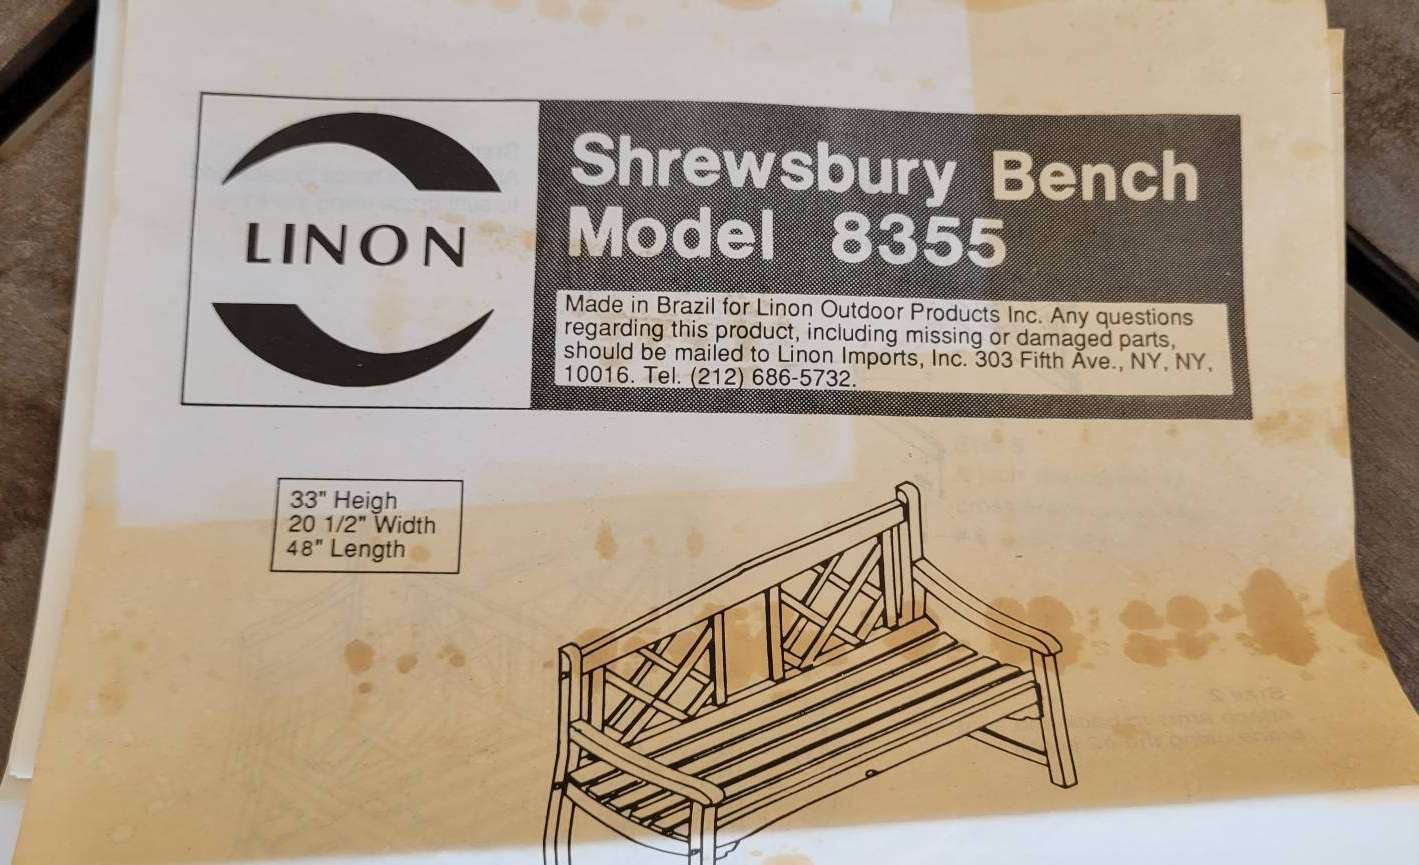 LINON
Shrewsbury Bench
Model 8355
Made in Brazil for Linon Outdoor Products Inc. Any questions
regarding this product, including missing or damaged parts,
should be mailed to Linon Imports, Inc. 303 Fifth Ave., NY, NY,
10016. Tel. (212) 686-5732.
33" Heigh
20 1/2" Width
48" Length